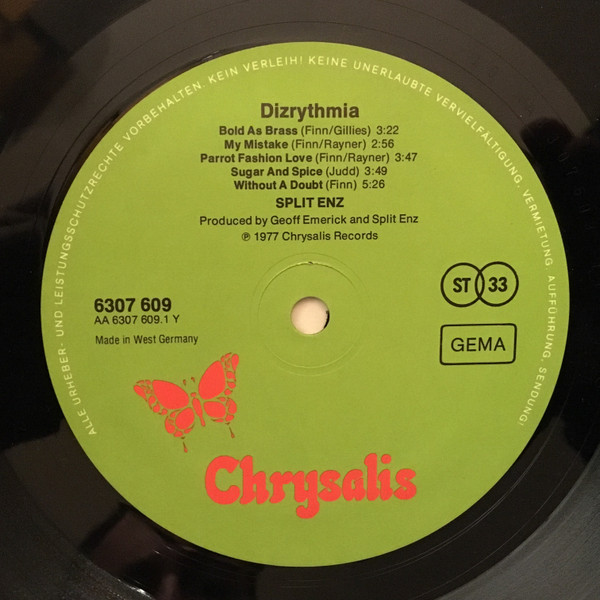 ALLE URHEBER- UND LEISTUNGSSCHUTZRECHTE VORBEHALTEN. KEIN VERLEIH! KEINE UNERLAUBTE VERVIELFÄLTIGUNG, VERMIETUNG, AUFFÜHRUNG, SENDUNG!
Dizrythmia
Bold As Brass (Finn/Gillies) 3:22
My Mistake (Finn/Rayner) 2:56
Parrot Fashion Love (Finn/Rayner) 3:47
Sugar And Spice (Judd) 3:49
Without A Doubt (Finn) 5:26
SPLIT ENZ
Produced by Geoff Emerick and Split Enz
℗ 1977 Chrysalis Records
ST 33
6307 609
AA 6307 609.1 Y
Made in West Germany
GEMA
Chrysalis